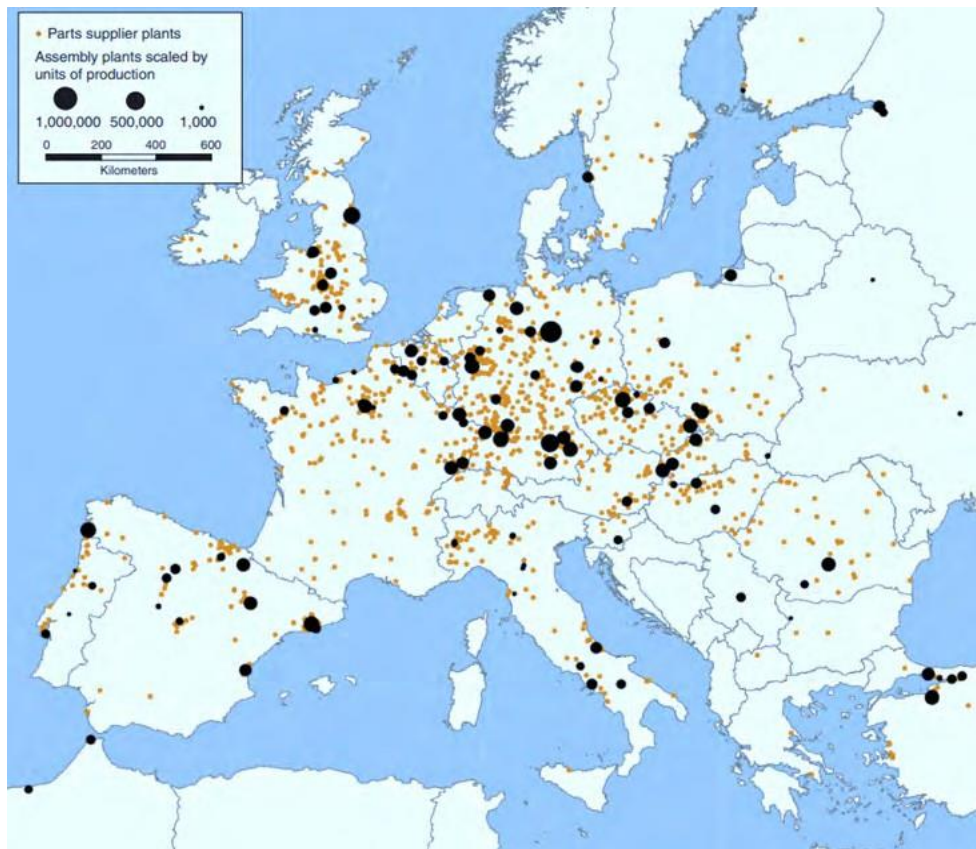 Parts supplier plants
Assembly plants scaled by
units of production
1,000,000 500,000 1,000
0 200 400 600
Kilometers